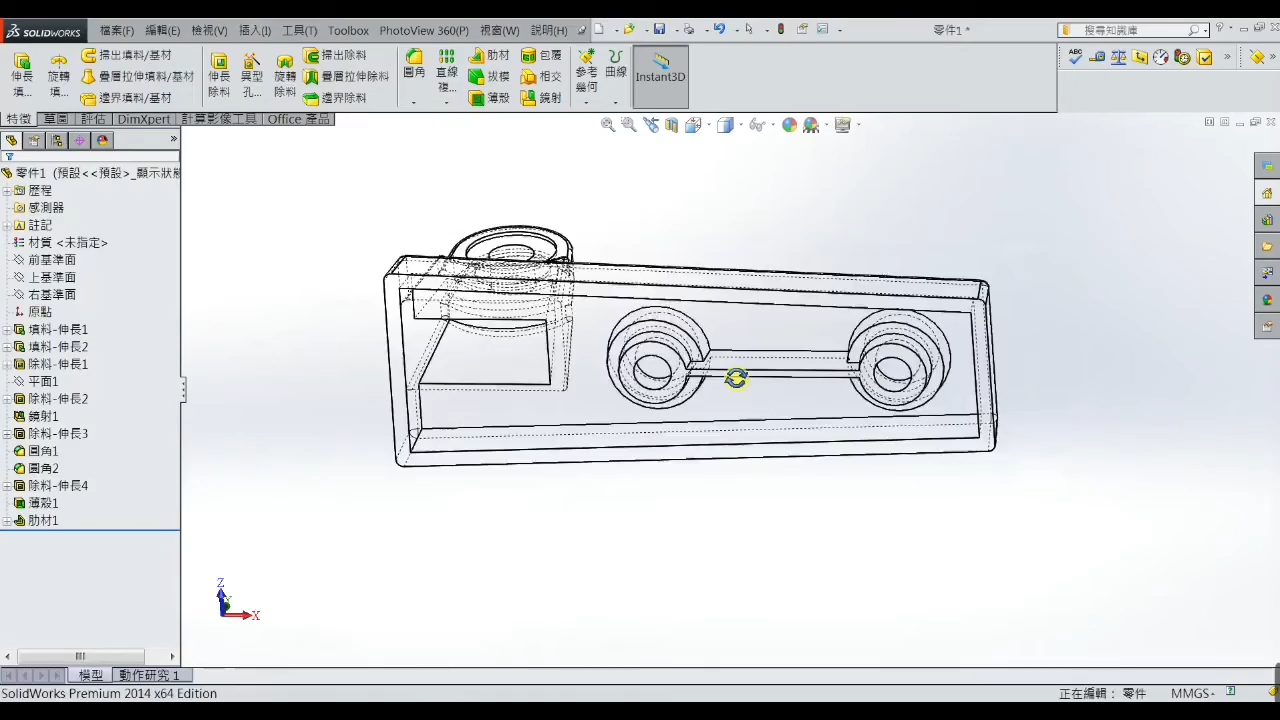 SOLIDWORKS 檔案(F) 編輯(E) 檢視(V) 插入(I) 工具(T) Toolbox PhotoView 360(P) 視窗(W) 說明(H) 零件1 * 搜尋知識庫
伸長填... 旋轉填... 掃出填料/基材 疊層拉伸填料/基材 邊界填料/基材 伸長除料 異型孔... 旋轉除料 掃出除料 疊層拉伸除料 邊界除料 圓角 直線複... 肋材 拔模 薄殼 包覆 相交 鏡射 參考幾何 曲線 Instant3D
特徵 草圖 評估 DimXpert 計算影像工具 Office 產品
零件1 (預設<<預設>_顯示狀態
歷程
感測器
註記
材質 <未指定>
前基準面
上基準面
右基準面
原點
填料-伸長1
填料-伸長2
除料-伸長1
平面1
除料-伸長2
鏡射1
除料-伸長3
圓角1
圓角2
除料-伸長4
薄殼1
肋材1
Z
Y
X
模型 動作研究 1
SolidWorks Premium 2014 x64 Edition 正在編輯： 零件 MMGS